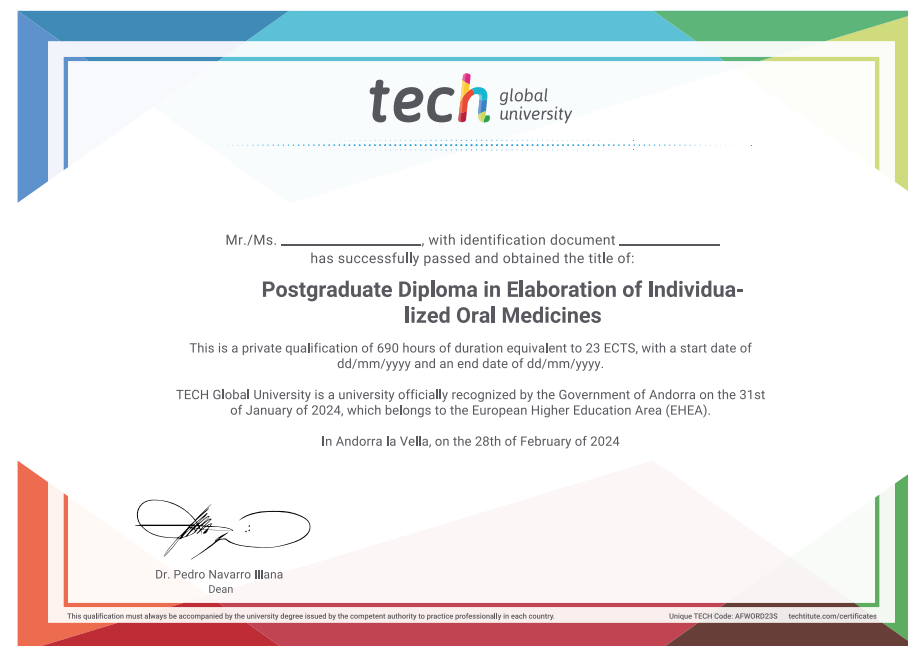 tech global
university
Mr./Ms. ____________, with identification document ____________
has successfully passed and obtained the title of:
Postgraduate Diploma in Elaboration of Individua-
lized Oral Medicines
This is a private qualification of 690 hours of duration equivalent to 23 ECTS, with a start date of
dd/mm/yyyy and an end date of dd/mm/yyyy.
TECH Global University is a university officially recognized by the Government of Andorra on the 31st
of January of 2024, which belongs to the European Higher Education Area (EHEA).
In Andorra la Vella, on the 28th of February of 2024
Dr. Pedro Navarro Illana
Dean
This qualification must always be accompanied by the university degree issued by the competent authority to practice professionally in each country. Unique TECH Code: AFWORD23S techtitute.com/certificates